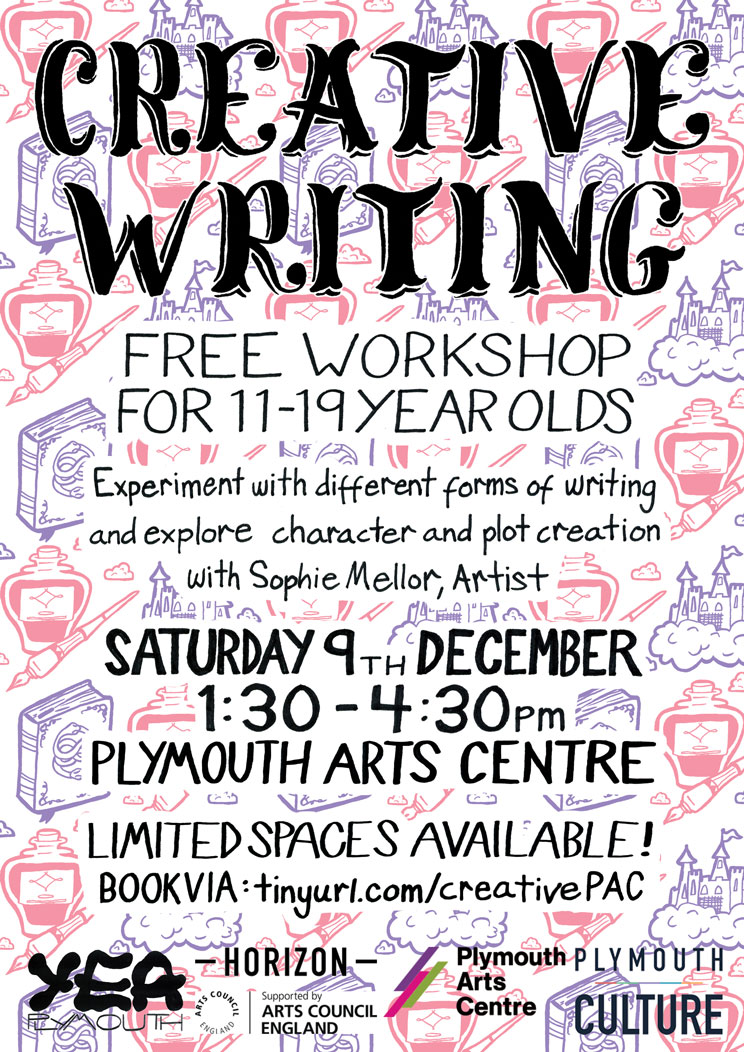 CREATIVE
WRITING
FREE WORKSHOP
FOR 11-19 YEAR OLDS
Experiment with different forms of writing
and explore character and plot creation
with Sophie Mellor, Artist
SATURDAY 9TH DECEMBER
1:30 - 4:30pm
PLYMOUTH ARTS CENTRE
LIMITED SPACES AVAILABLE!
BOOK VIA: tinyurl.com/creativePAC
YEA
PLYMOUTH
— HORIZON —
ARTS COUNCIL
ENGLAND
Supported by
ARTS COUNCIL
ENGLAND
Plymouth
Arts
Centre
PLYMOUTH
CULTURE